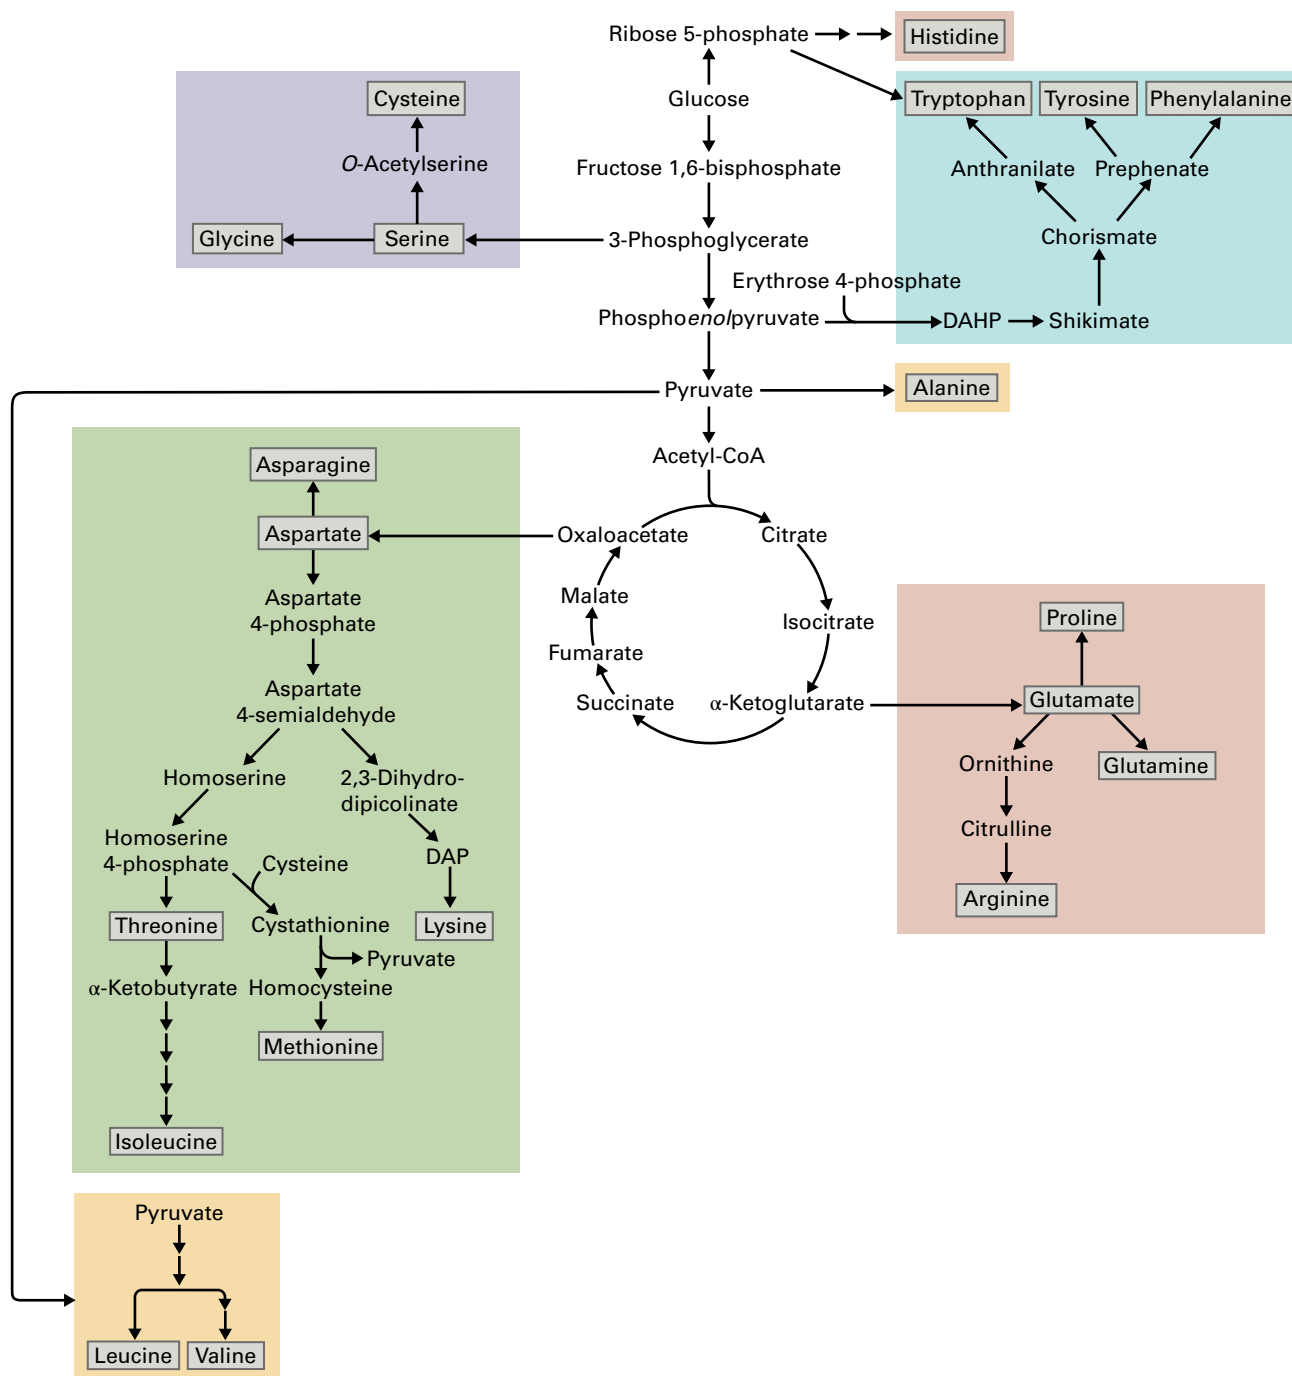 Ribose 5-phosphate
Histidine
Glucose
Cysteine
Tryptophan
Tyrosine
Phenylalanine
O-Acetylserine
Fructose 1,6-bisphosphate
Anthranilate
Prephenate
Glycine
Serine
3-Phosphoglycerate
Chorismate
Erythrose 4-phosphate
Phosphoenolpyruvate
DAHP
Shikimate
Pyruvate
Alanine
Acetyl-CoA
Asparagine
Aspartate
Oxaloacetate
Citrate
Aspartate
4-phosphate
Malate
Isocitrate
Proline
Fumarate
Aspartate
4-semialdehyde
Succinate
α-Ketoglutarate
Glutamate
Homoserine
2,3-Dihydro-
dipicolinate
Ornithine
Glutamine
Homoserine
4-phosphate
Cysteine
DAP
Citrulline
Arginine
Threonine
Cystathionine
Lysine
Pyruvate
α-Ketobutyrate
Homocysteine
Methionine
Isoleucine
Pyruvate
Leucine
Valine